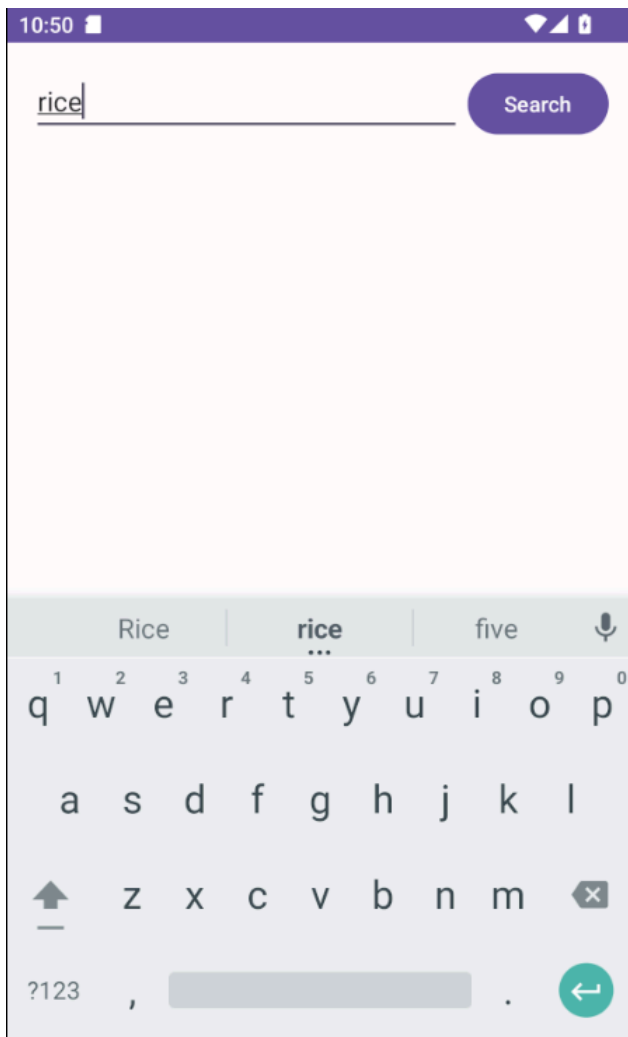 10:50
rice Search
Rice rice five
1 2 3 4 5 6 7 8 9 0
q w e r t y u i o p
a s d f g h j k l
z x c v b n m
?123 , .